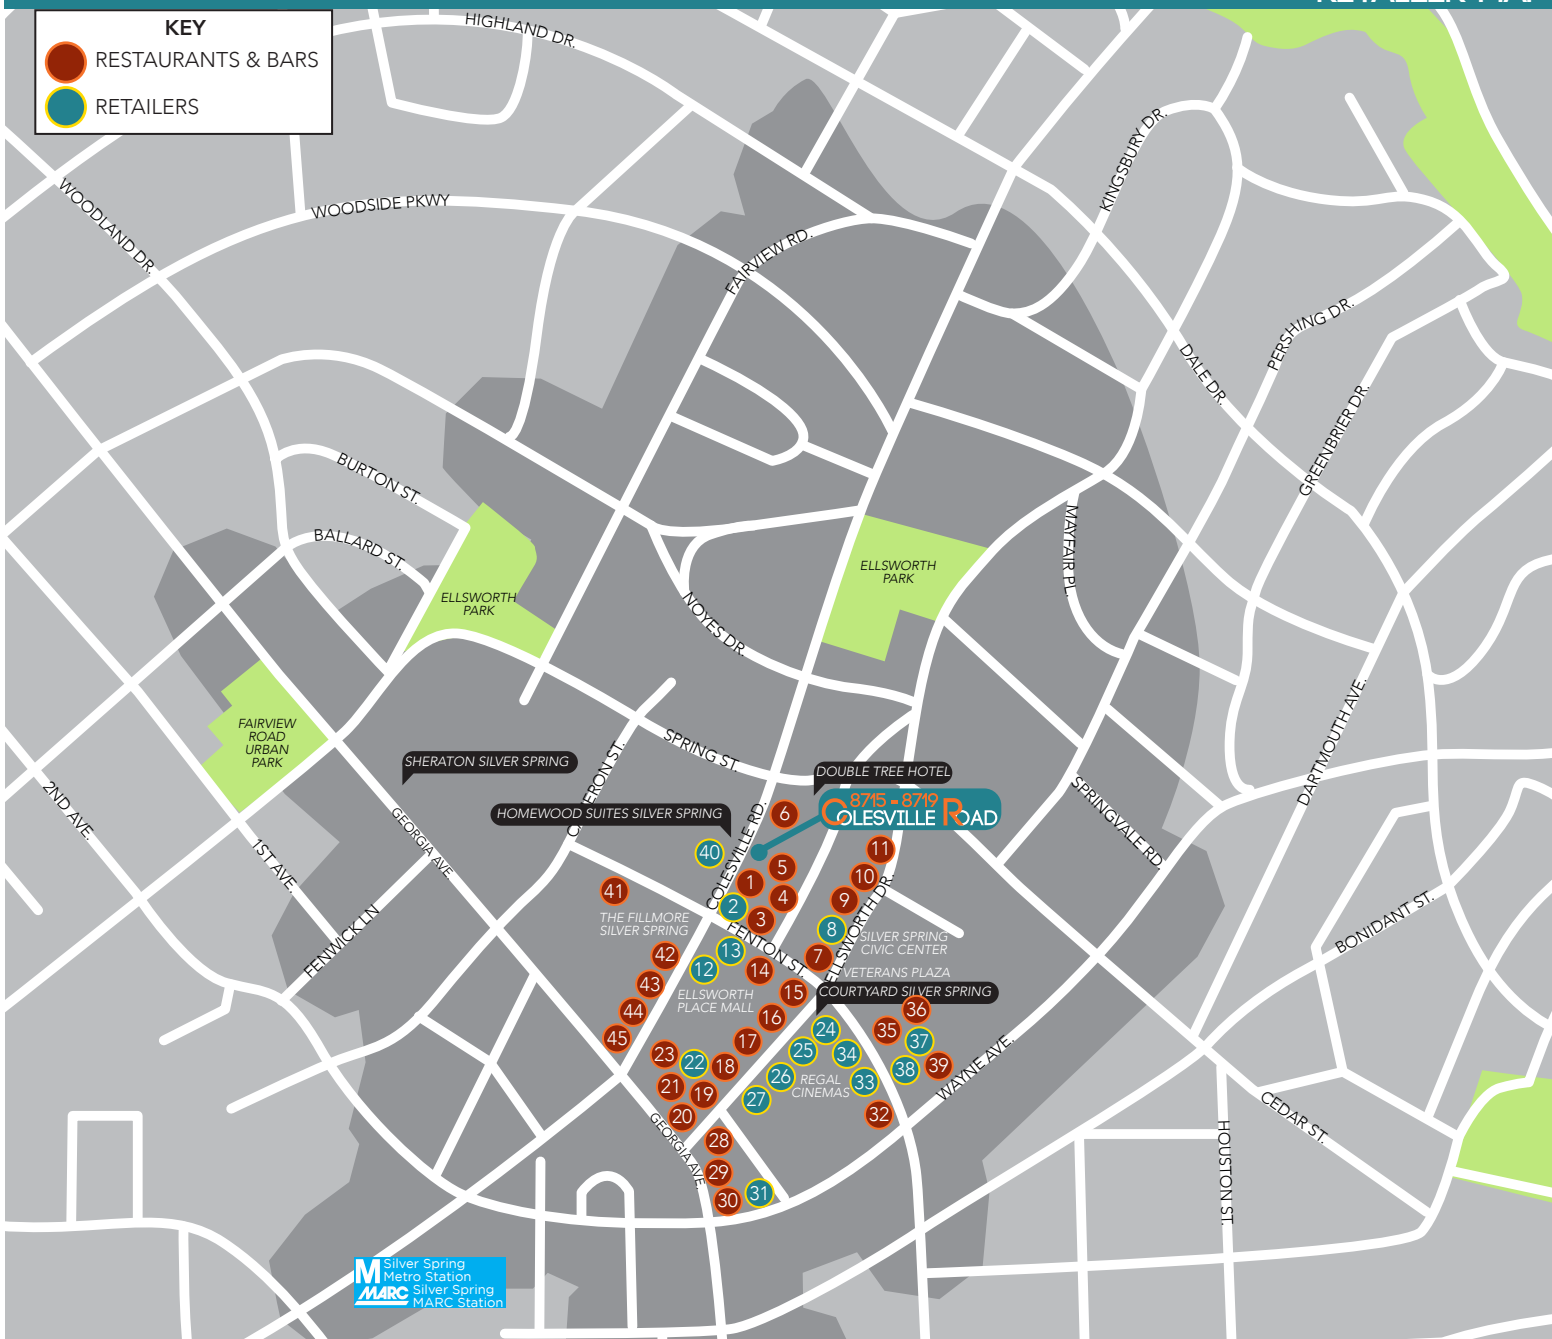 RETAILER MAP
KEY
RESTAURANTS & BARS
RETAILERS
HIGHLAND DR.
WOODLAND DR.
WOODSIDE PKWY
FAIRVIEW RD.
KINGSBURY DR.
PERSHING DR.
DALE DR.
GREENBRIER DR.
BURTON ST.
BALLARD ST.
ELLSWORTH
PARK
ELLSWORTH
PARK
MAYFAIR PL.
NOYES DR.
FAIRVIEW
ROAD
URBAN
PARK
SHERATON SILVER SPRING
SPRING ST.
DOUBLE TREE HOTEL
8715 - 8719
COLESVILLE ROAD
HOMEWOOD SUITES SILVER SPRING
CAMERON ST.
COLESVILLE RD.
DARTMOUTH AVE.
SPRINGVALE RD.
2ND AVE.
1ST AVE.
GEORGIA AVE.
FENWICK LN
BONIDANT ST.
6
40
11
5
10
1
41
4
9
2
3
THE FILLMORE
SILVER SPRING
FENTON ST.
ELLSWORTH DR.
8
SILVER SPRING
CIVIC CENTER
13
42
7
12
14
VETERANS PLAZA
43
15
COURTYARD SILVER SPRING
ELLSWORTH
PLACE MALL
44
16
36
24
35
45
17
37
25
34
23
22
18
38
39
26
REGAL
CINEMAS
33
21
19
27
20
32
WAYNE AVE.
CEDAR ST.
HOUSTON ST.
GEORGIA AVE.
28
29
30
31
M Silver Spring
Metro Station
MARC Silver Spring
MARC Station